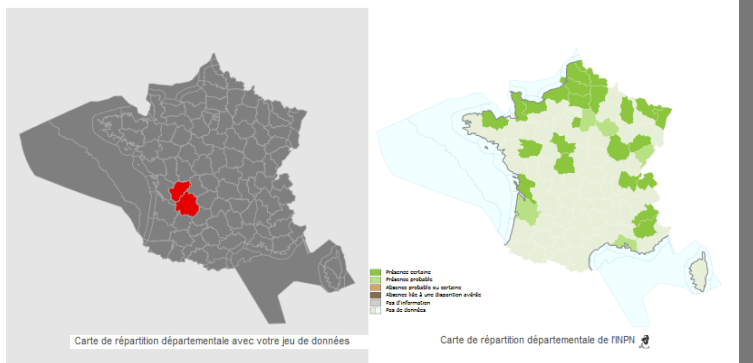 Présence certaine
Présence probable
Absence probable ou certaine
Absence liée à une disparition avérée
Pas d'information
Pas de données
Carte de répartition départementale avec votre jeu de données
Carte de répartition départementale de l'INPN